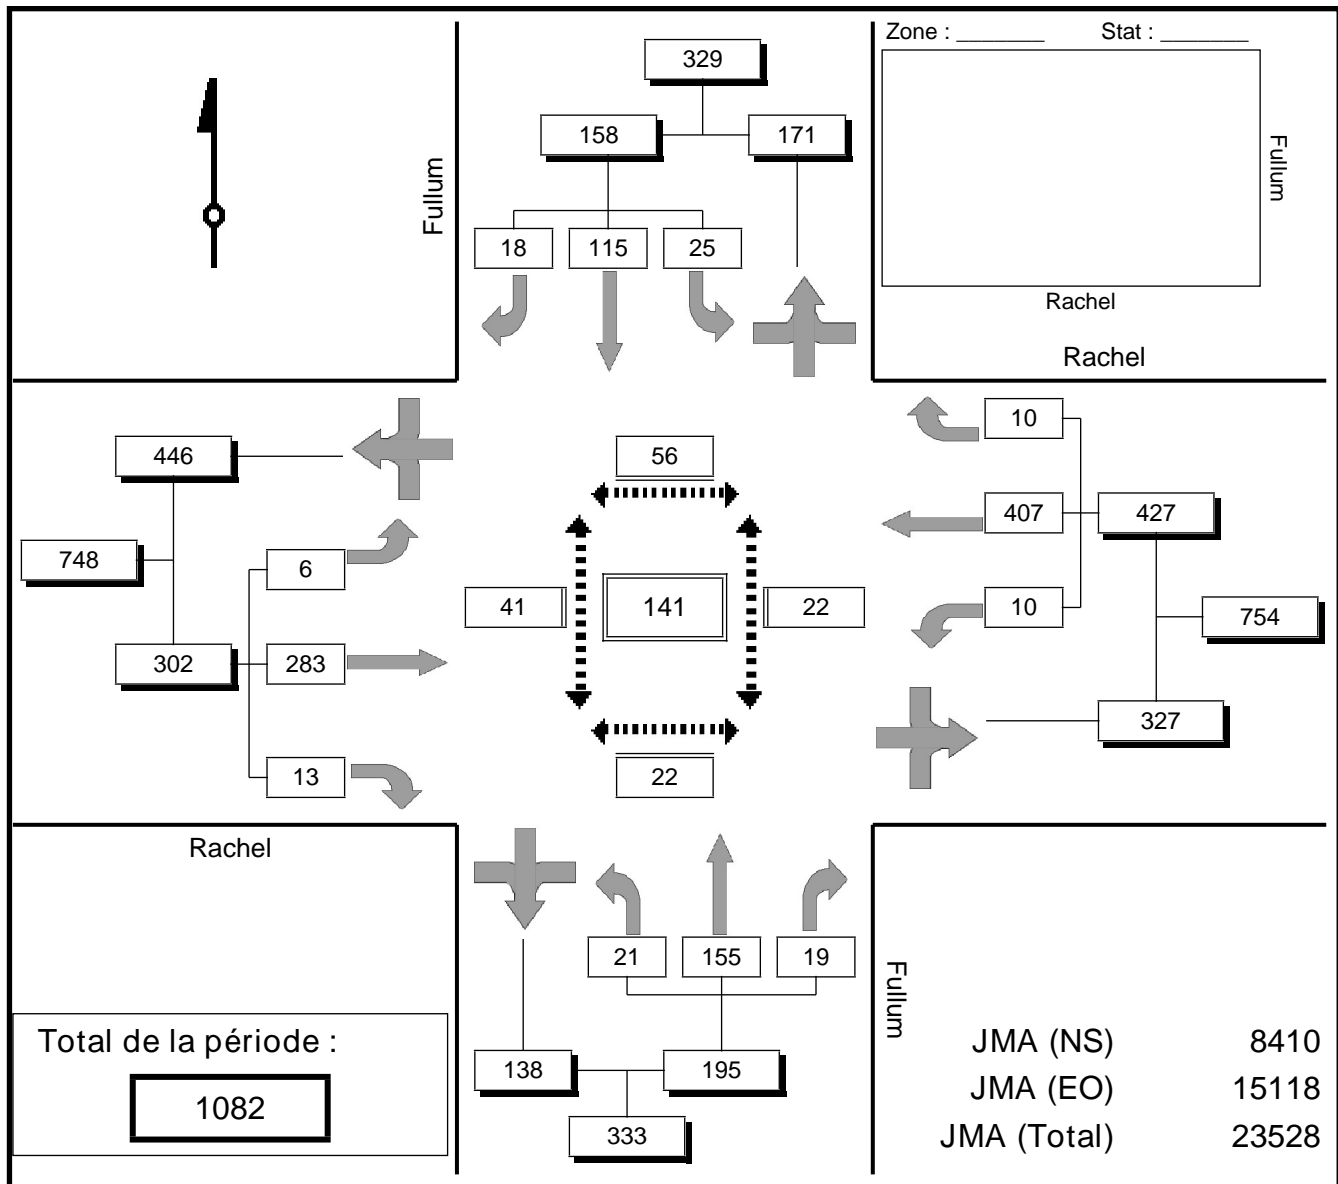 Zone : _______ Stat : _______
329
158
171
Fullum
Fullum
18
115
25
Rachel
Rachel
10
446
56
407
427
748
6
41
141
22
10
754
302
283
327
13
22
Rachel
21
155
19
Fullum
Total de la période :
1082
138
195
333
JMA (NS) 8410
JMA (EO) 15118
JMA (Total) 23528